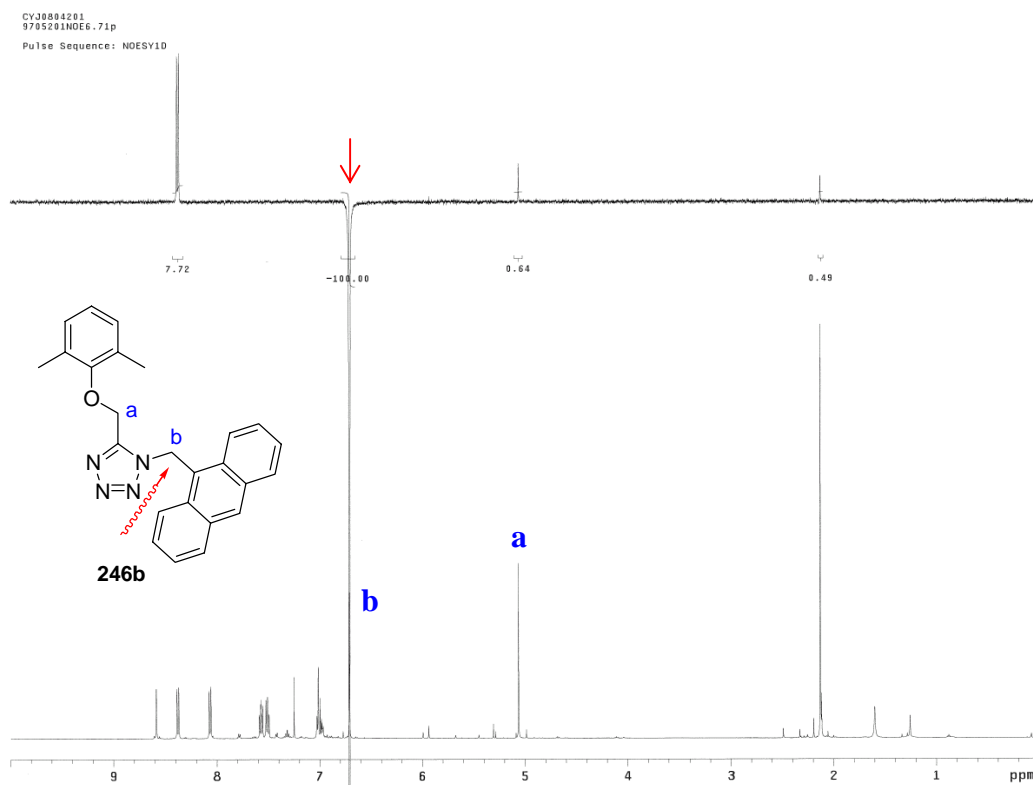 CYJ0804201
9705201NOE6.71p
Pulse Sequence: NOESY1D
7.72
-100.00
0.64
0.49
O
a
b
N
N
N=N
246b
a
b
9 8 7 6 5 4 3 2 1 ppm